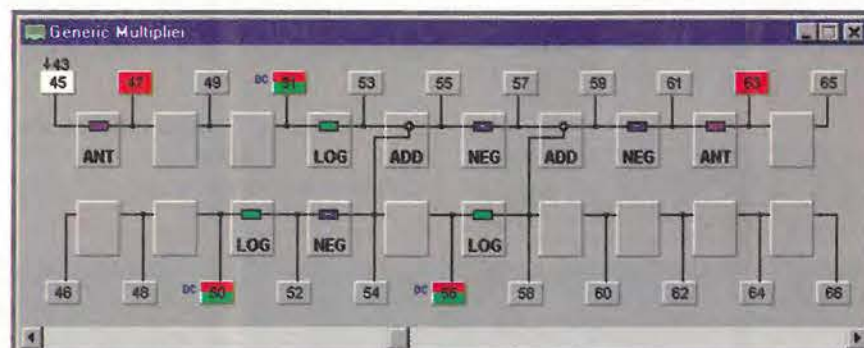 Generic Multiplier
↓43
45 47 49 DC 51 53 55 57 59 61 63 65
ANT LOG ADD NEG ADD NEG ANT
LOG NEG LOG
46 48 DC 50 52 54 DC 56 58 60 62 64 66